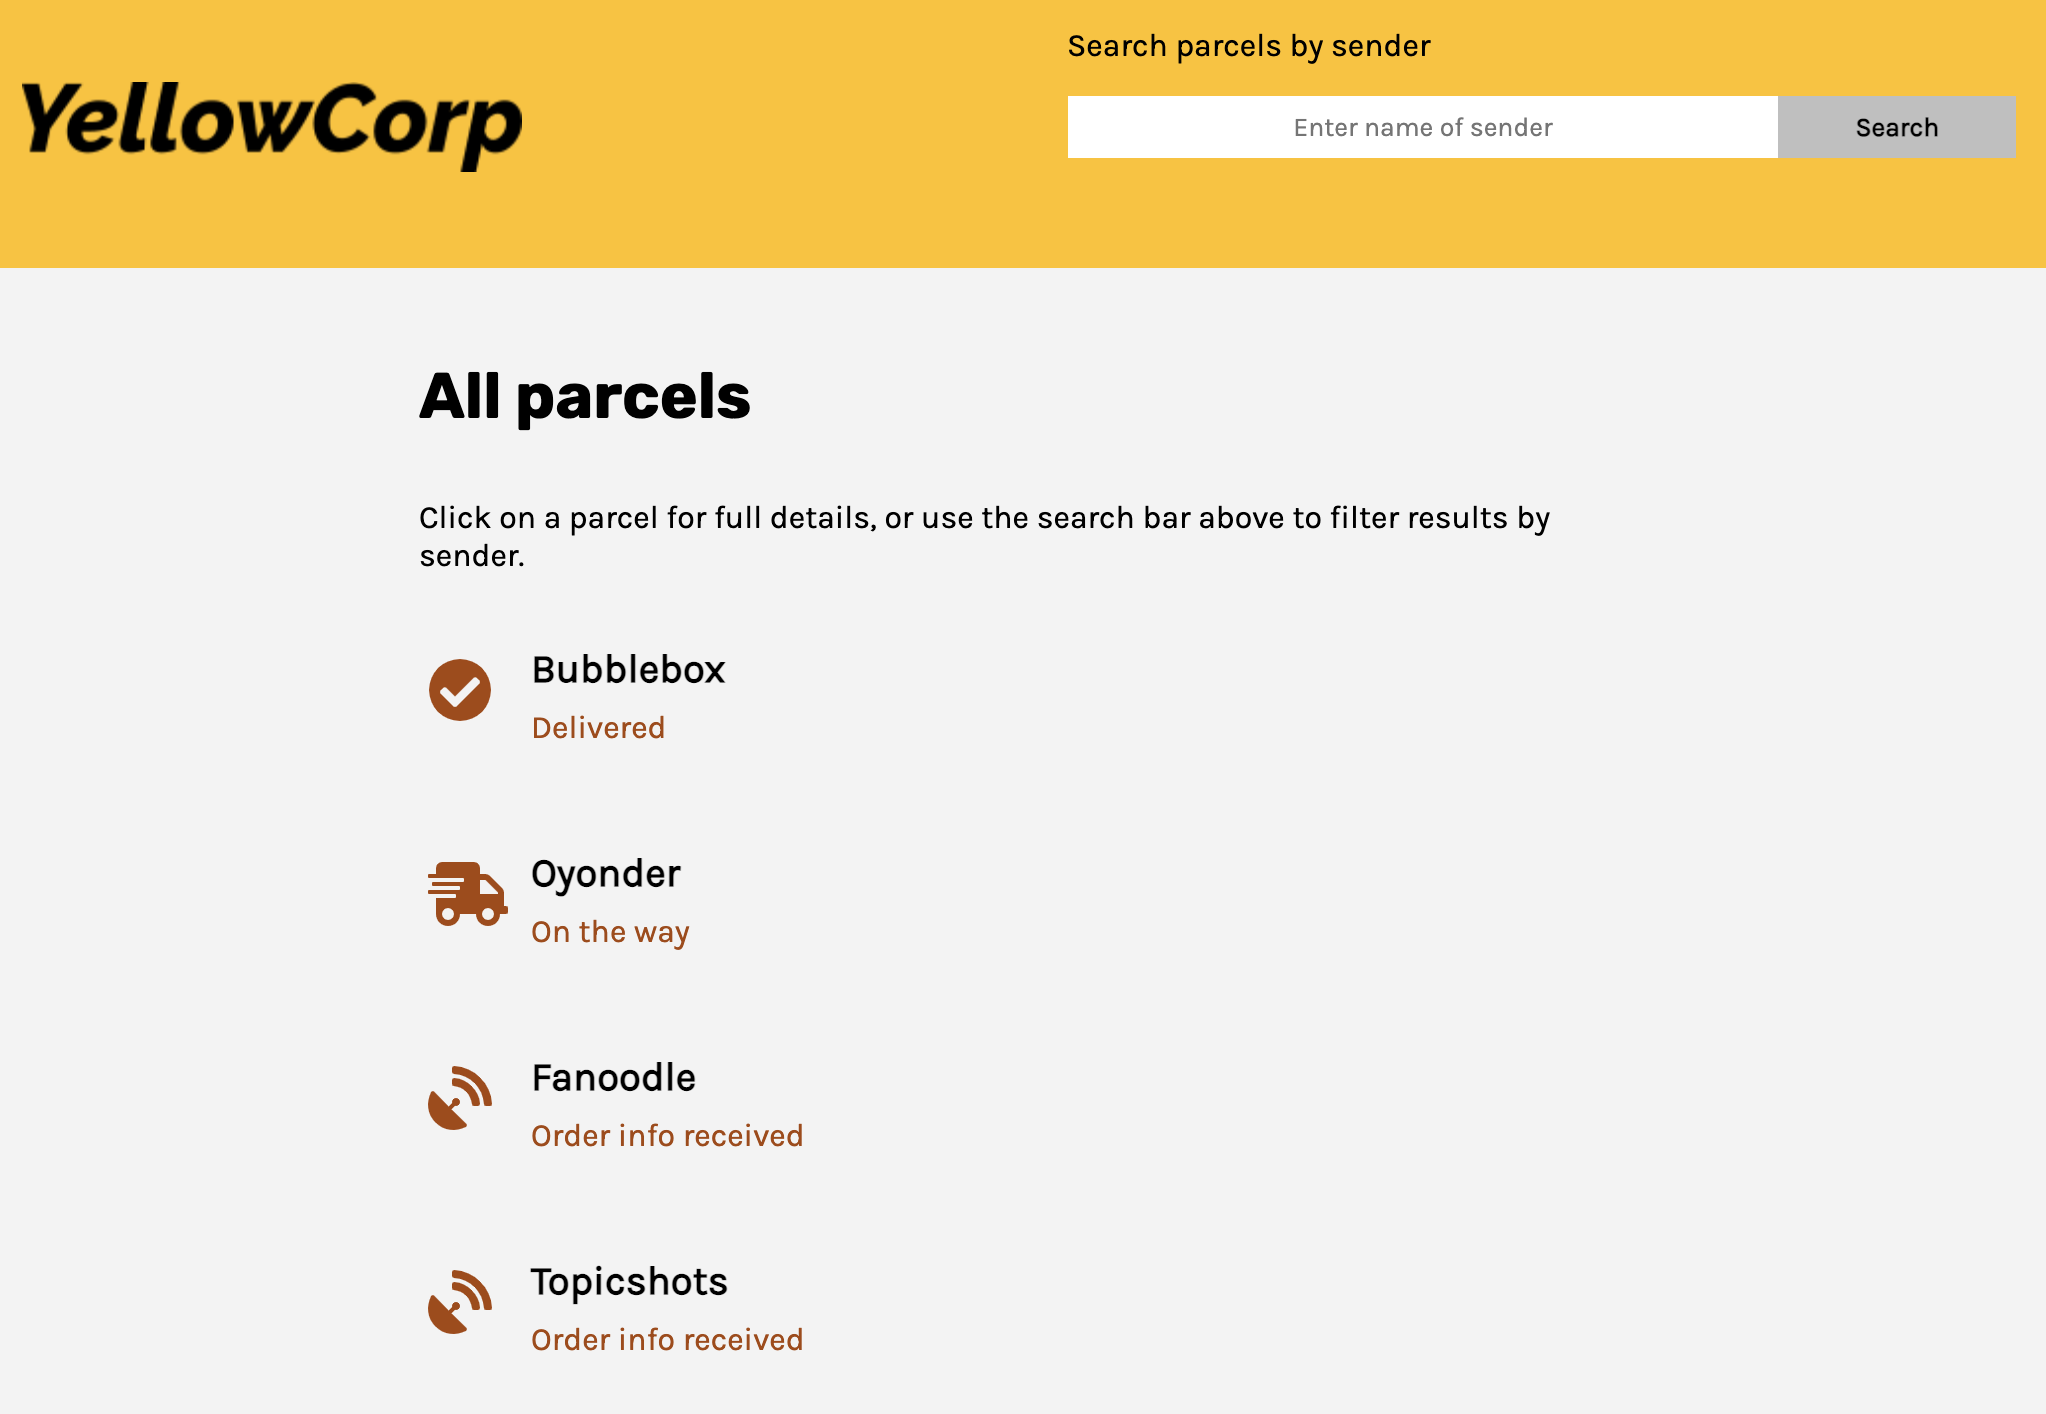 YellowCorp
Search parcels by sender
Enter name of sender
Search
All parcels
Click on a parcel for full details, or use the search bar above to filter results by
sender.
Bubblebox
Delivered
Oyonder
On the way
Fanoodle
Order info received
Topicshots
Order info received